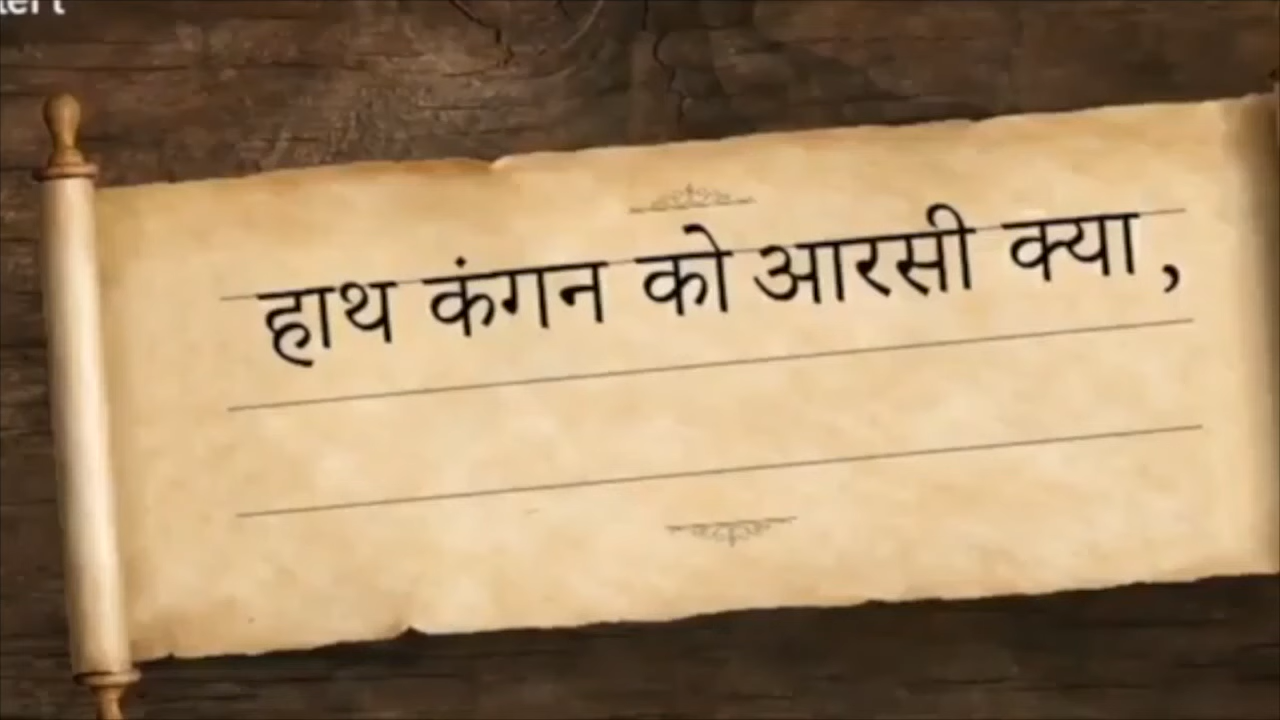 हाथ कंगन को आरसी क्या,